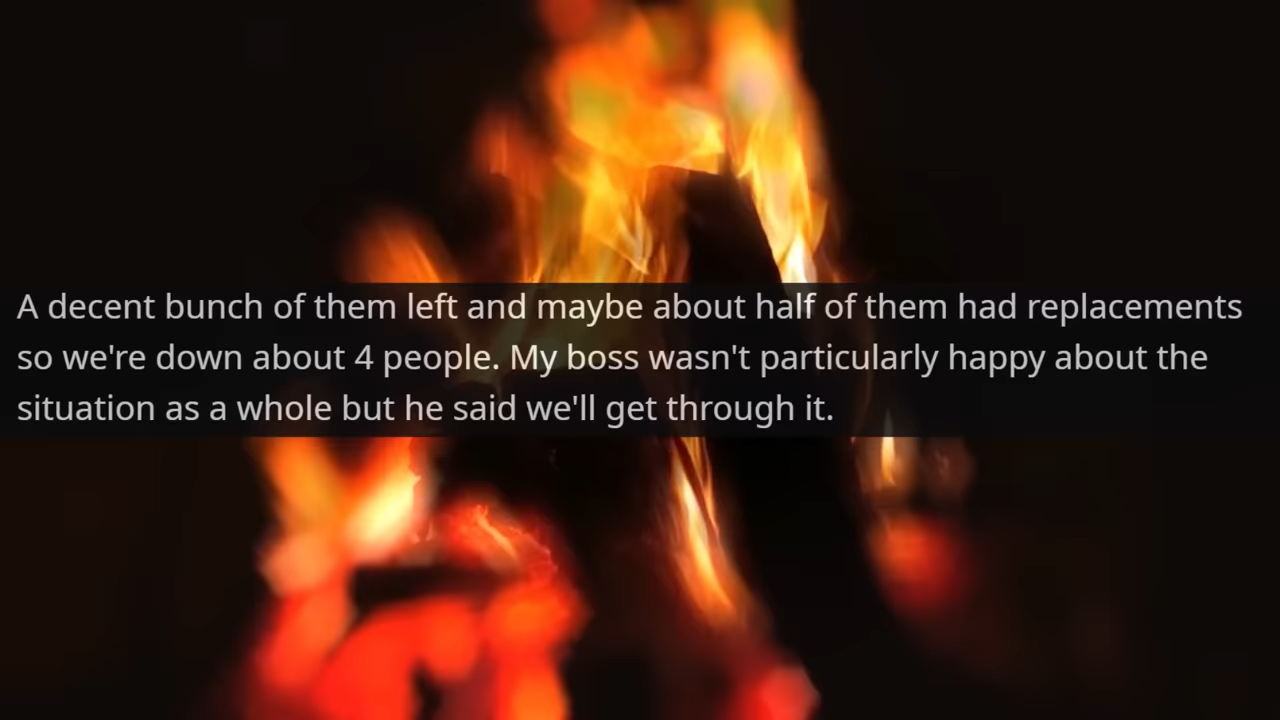 A decent bunch of them left and maybe about half of them had replacements
so we're down about 4 people. My boss wasn't particularly happy about the
situation as a whole but he said we'll get through it.